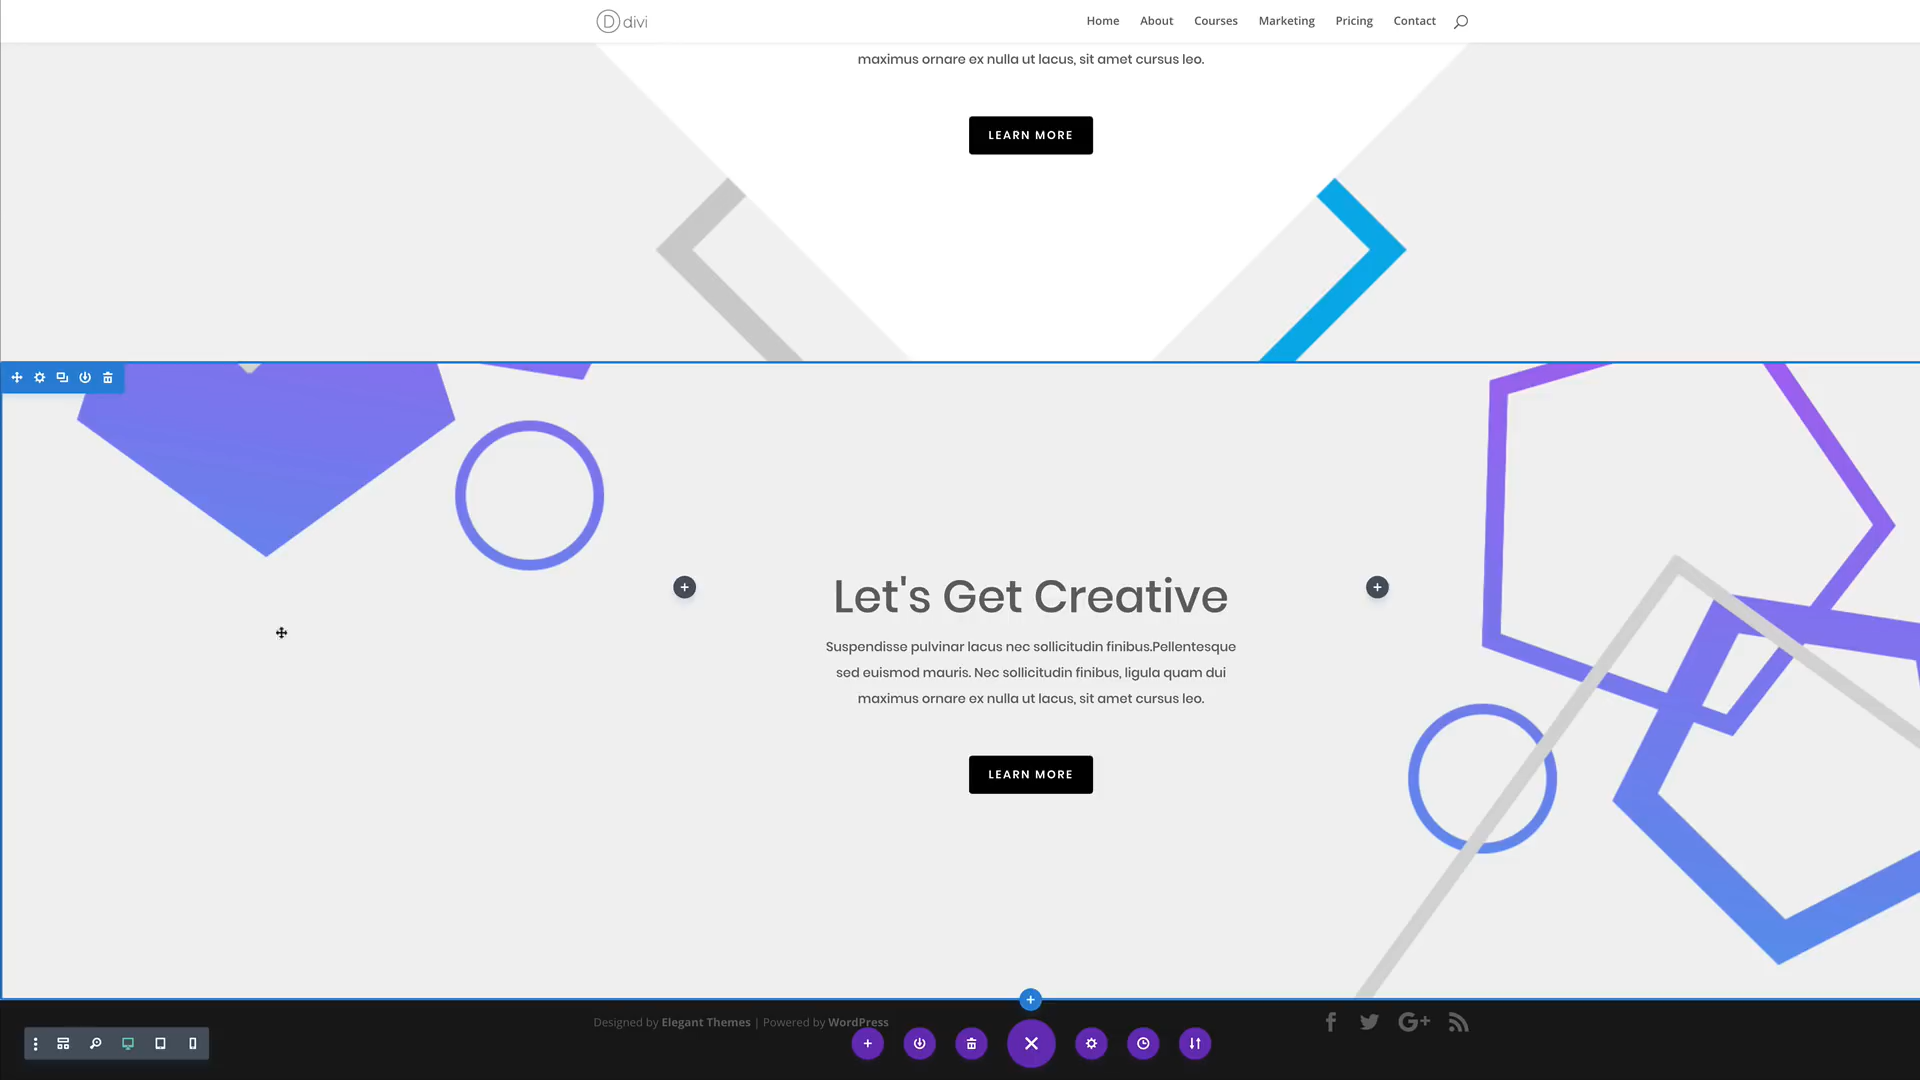 D divi
Home About Courses Marketing Pricing Contact
maximus ornare ex nulla ut lacus, sit amet cursus leo.
LEARN MORE
Let's Get Creative
Suspendisse pulvinar lacus nec sollicitudin finibus.Pellentesque
sed euismod mauris. Nec sollicitudin finibus, ligula quam dui
maximus ornare ex nulla ut lacus, sit amet cursus leo.
LEARN MORE
Designed by Elegant Themes | Powered by WordPress
G+